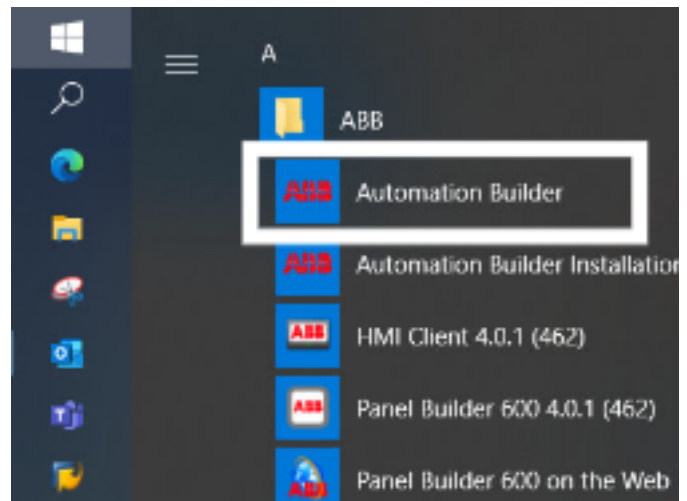 A
ABB
ABB
Automation Builder
ABB
Automation Builder Installation
ABB
HMI Client 4.0.1 (462)
ABB
Panel Builder 600 4.0.1 (462)
ABB
Panel Builder 600 on the Web